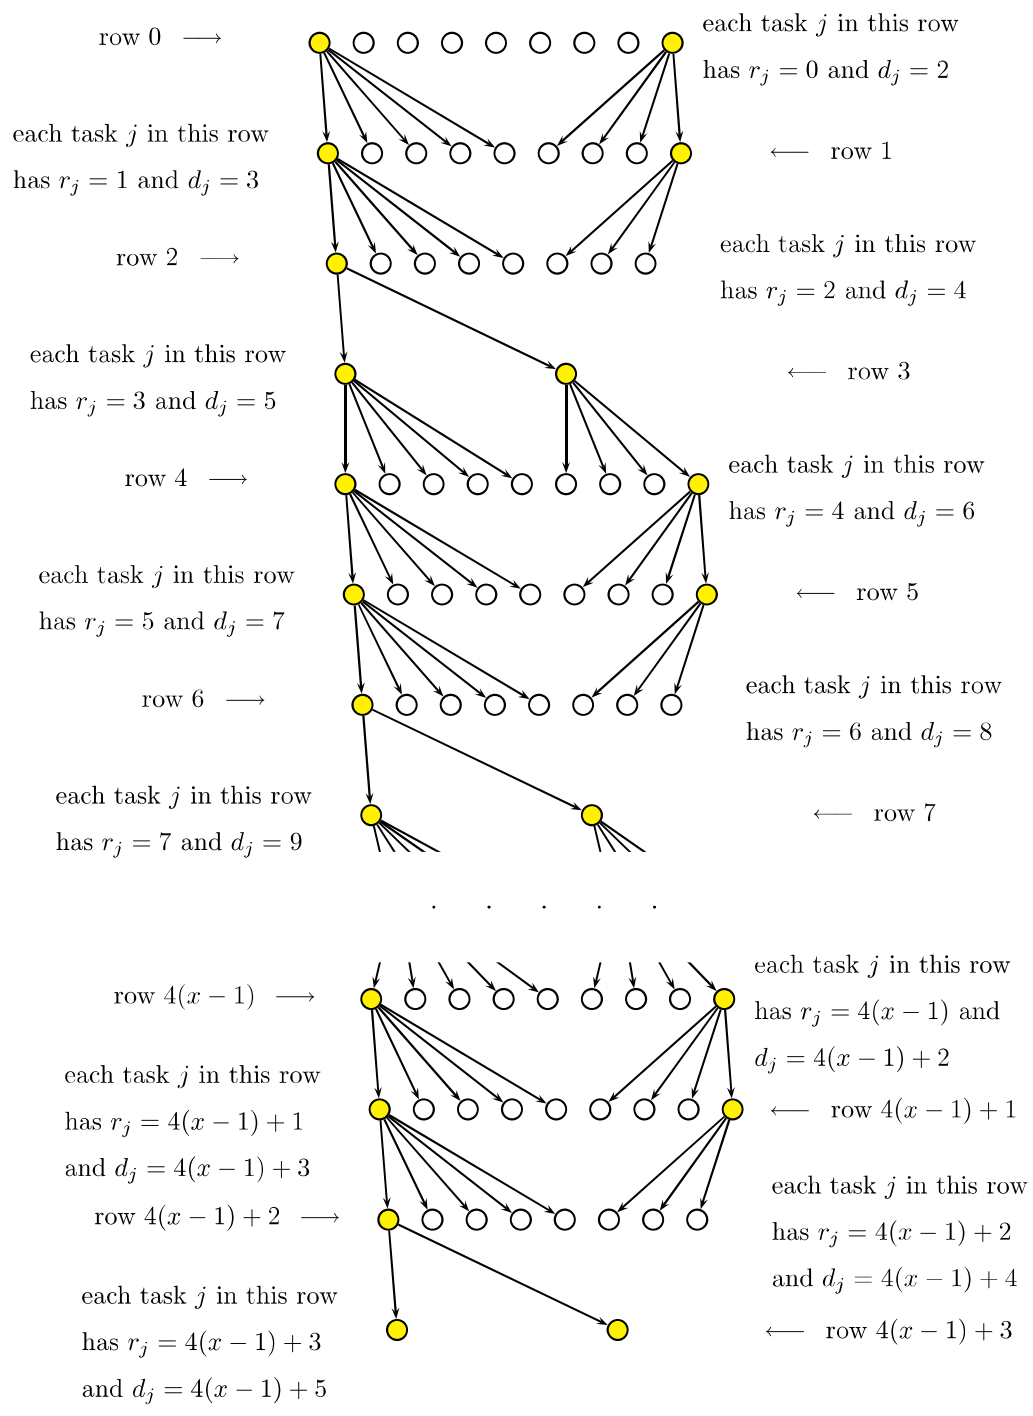 row 0 ⟶
each task j in this row
has r_j = 0 and d_j = 2
each task j in this row
has r_j = 1 and d_j = 3
⟵ row 1
row 2 ⟶
each task j in this row
has r_j = 2 and d_j = 4
each task j in this row
has r_j = 3 and d_j = 5
⟵ row 3
row 4 ⟶
each task j in this row
has r_j = 4 and d_j = 6
each task j in this row
has r_j = 5 and d_j = 7
⟵ row 5
row 6 ⟶
each task j in this row
has r_j = 6 and d_j = 8
each task j in this row
has r_j = 7 and d_j = 9
⟵ row 7
. . . . .
row 4(x − 1) ⟶
each task j in this row
has r_j = 4(x − 1) and
d_j = 4(x − 1) + 2
each task j in this row
has r_j = 4(x − 1) + 1
and d_j = 4(x − 1) + 3
⟵ row 4(x − 1) + 1
row 4(x − 1) + 2 ⟶
each task j in this row
has r_j = 4(x − 1) + 2
and d_j = 4(x − 1) + 4
each task j in this row
has r_j = 4(x − 1) + 3
and d_j = 4(x − 1) + 5
⟵ row 4(x − 1) + 3